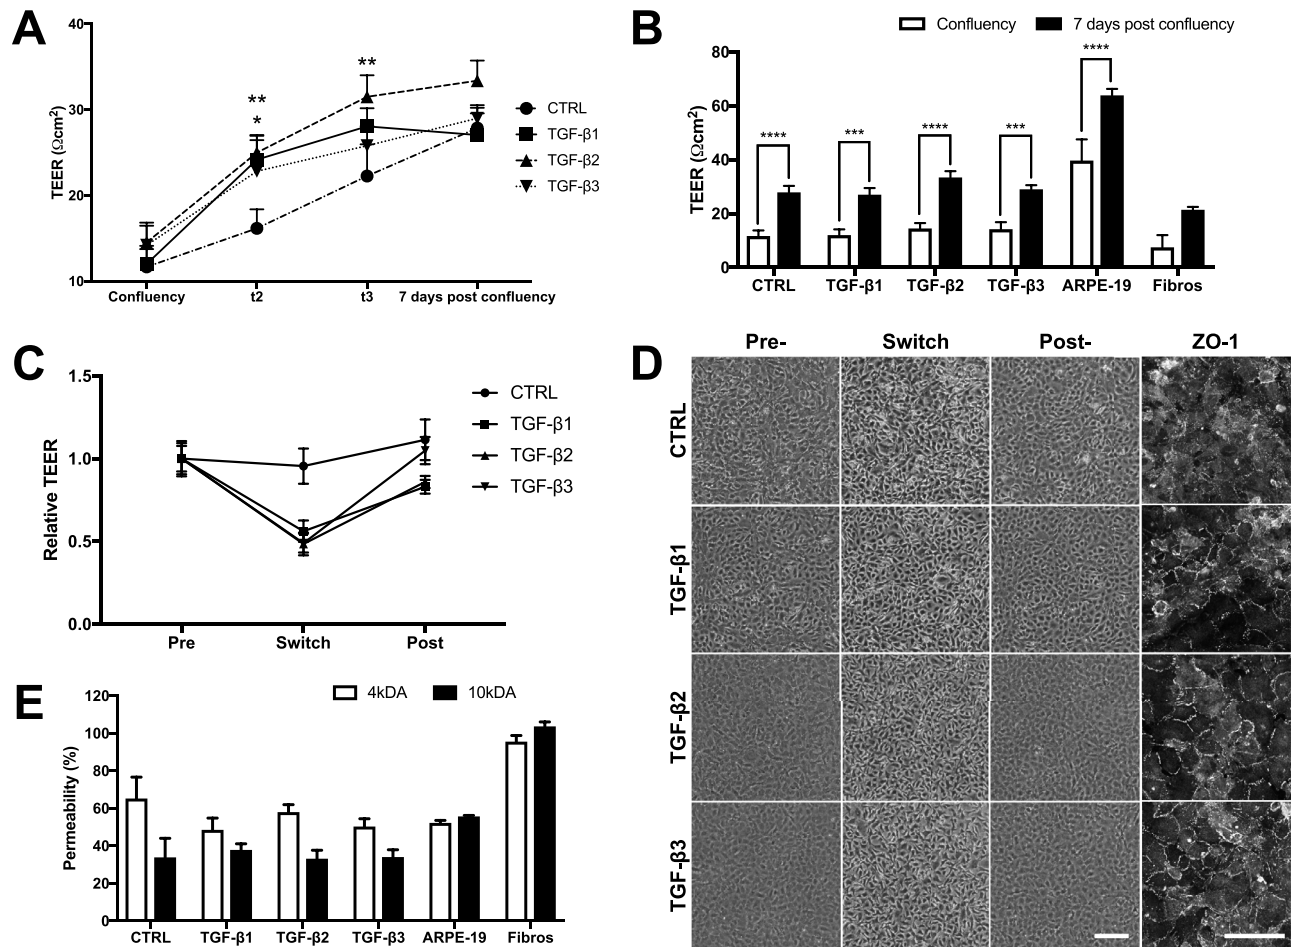 A
TEER (Ωcm²)
40
30
20
10
**
*
**
Confluency
t2
t3
7 days post confluency
CTRL
TGF-β1
TGF-β2
TGF-β3
B
Confluency
7 days post confluency
TEER (Ωcm²)
80
60
40
20
0
****
***
****
***
****
CTRL
TGF-β1
TGF-β2
TGF-β3
ARPE-19
Fibros
C
Relative TEER
1.5
1.0
0.5
0.0
Pre
Switch
Post
CTRL
TGF-β1
TGF-β2
TGF-β3
D
Pre-
Switch
Post-
ZO-1
CTRL
TGF-β1
TGF-β2
TGF-β3
E
4kDA
10kDA
Permeability (%)
120
100
80
60
40
20
0
CTRL
TGF-β1
TGF-β2
TGF-β3
ARPE-19
Fibros